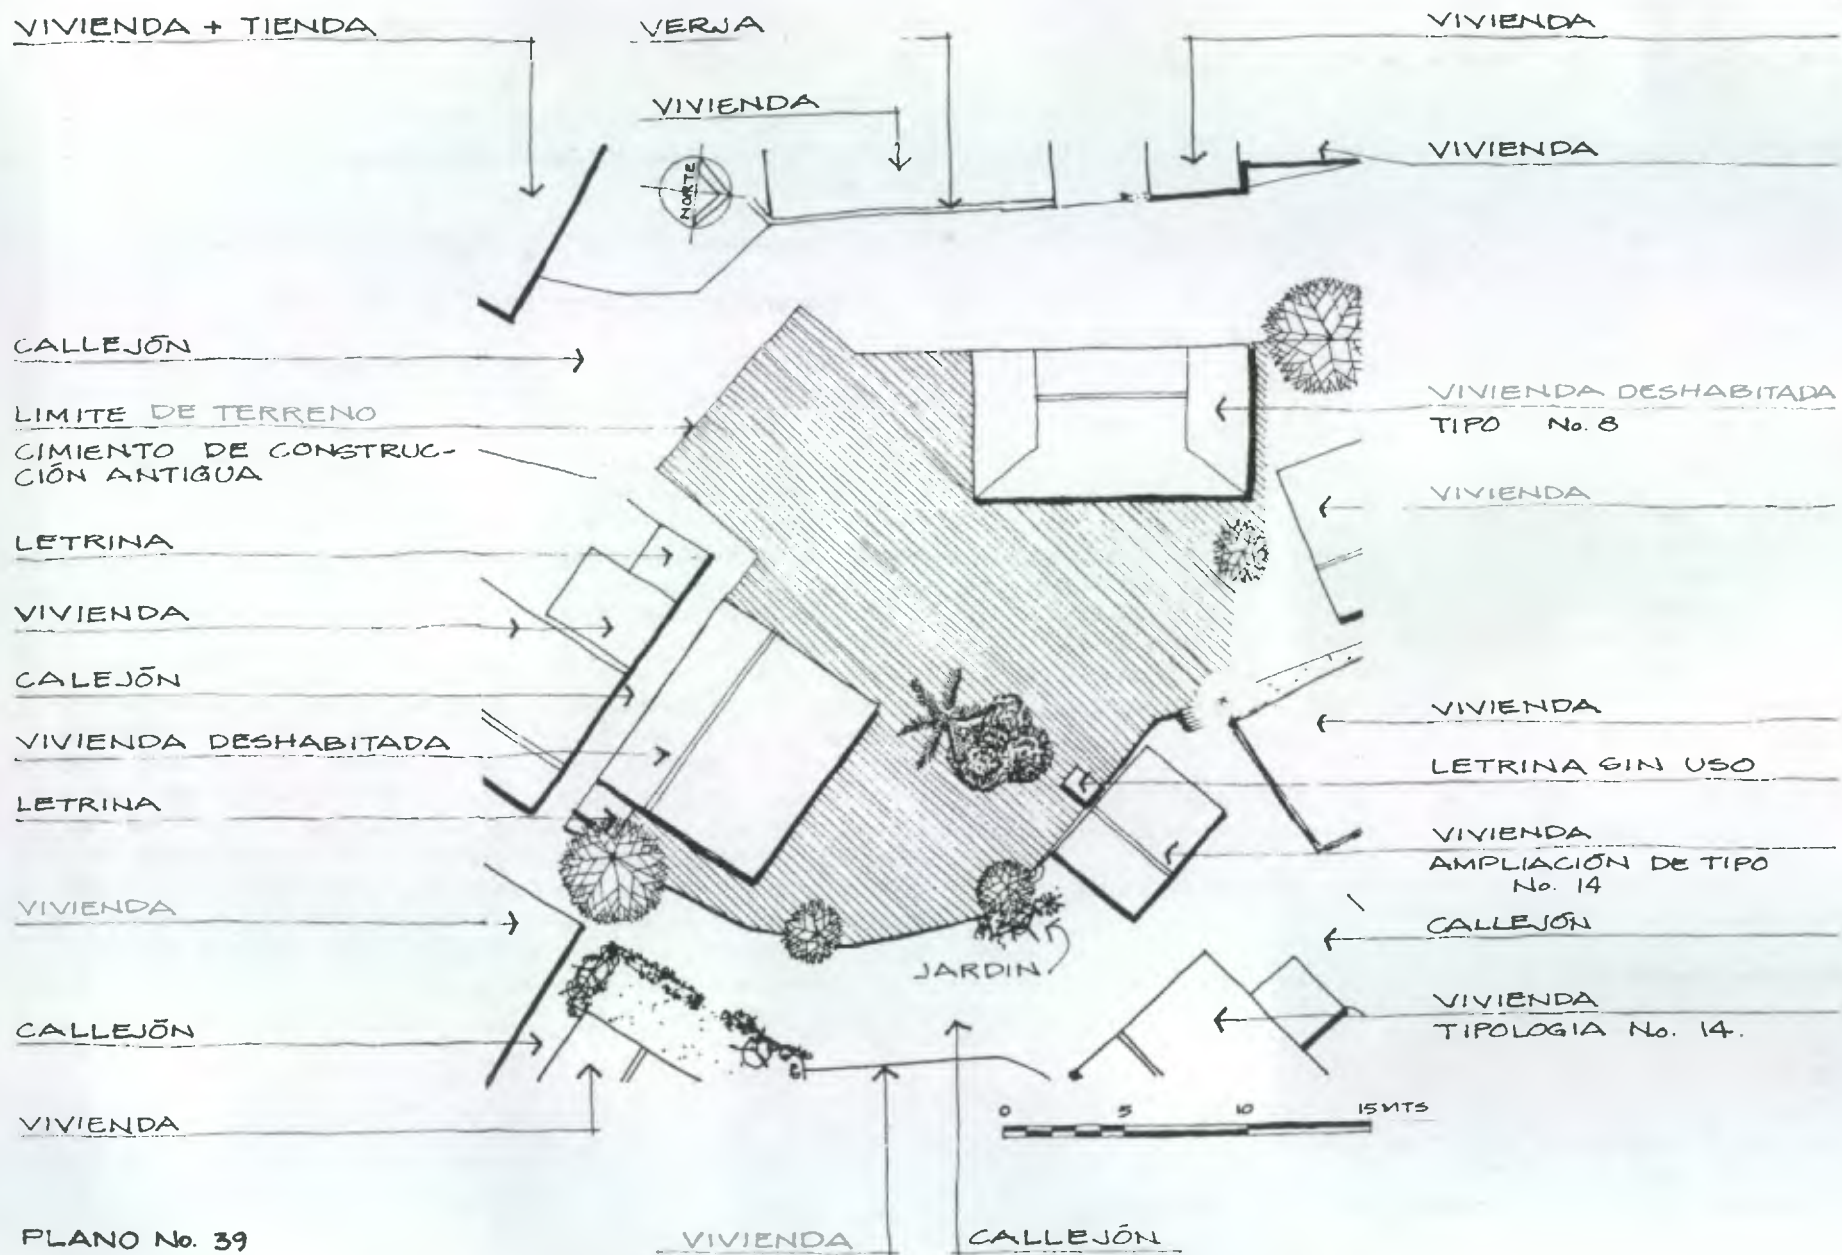 VIVIENDA + TIENDA
VERJA
VIVIENDA
VIVIENDA
VIVIENDA
NORTE
CALLEJÓN
LIMITE DE TERRENO
CIMIENTO DE CONSTRUC-
CIÓN ANTIGUA
LETRINA
VIVIENDA
CALEJÓN
VIVIENDA DESHABITADA
LETRINA
VIVIENDA
CALLEJÓN
VIVIENDA
VIVIENDA DESHABITADA
TIPO No. 8
VIVIENDA
VIVIENDA
LETRINA SIN USO
VIVIENDA
AMPLIACIÓN DE TIPO
No. 14
CALLEJÓN
VIVIENDA
TIPOLOGIA No. 14.
JARDIN
0 5 10 15 MTS
PLANO No. 39
VIVIENDA
CALLEJÓN